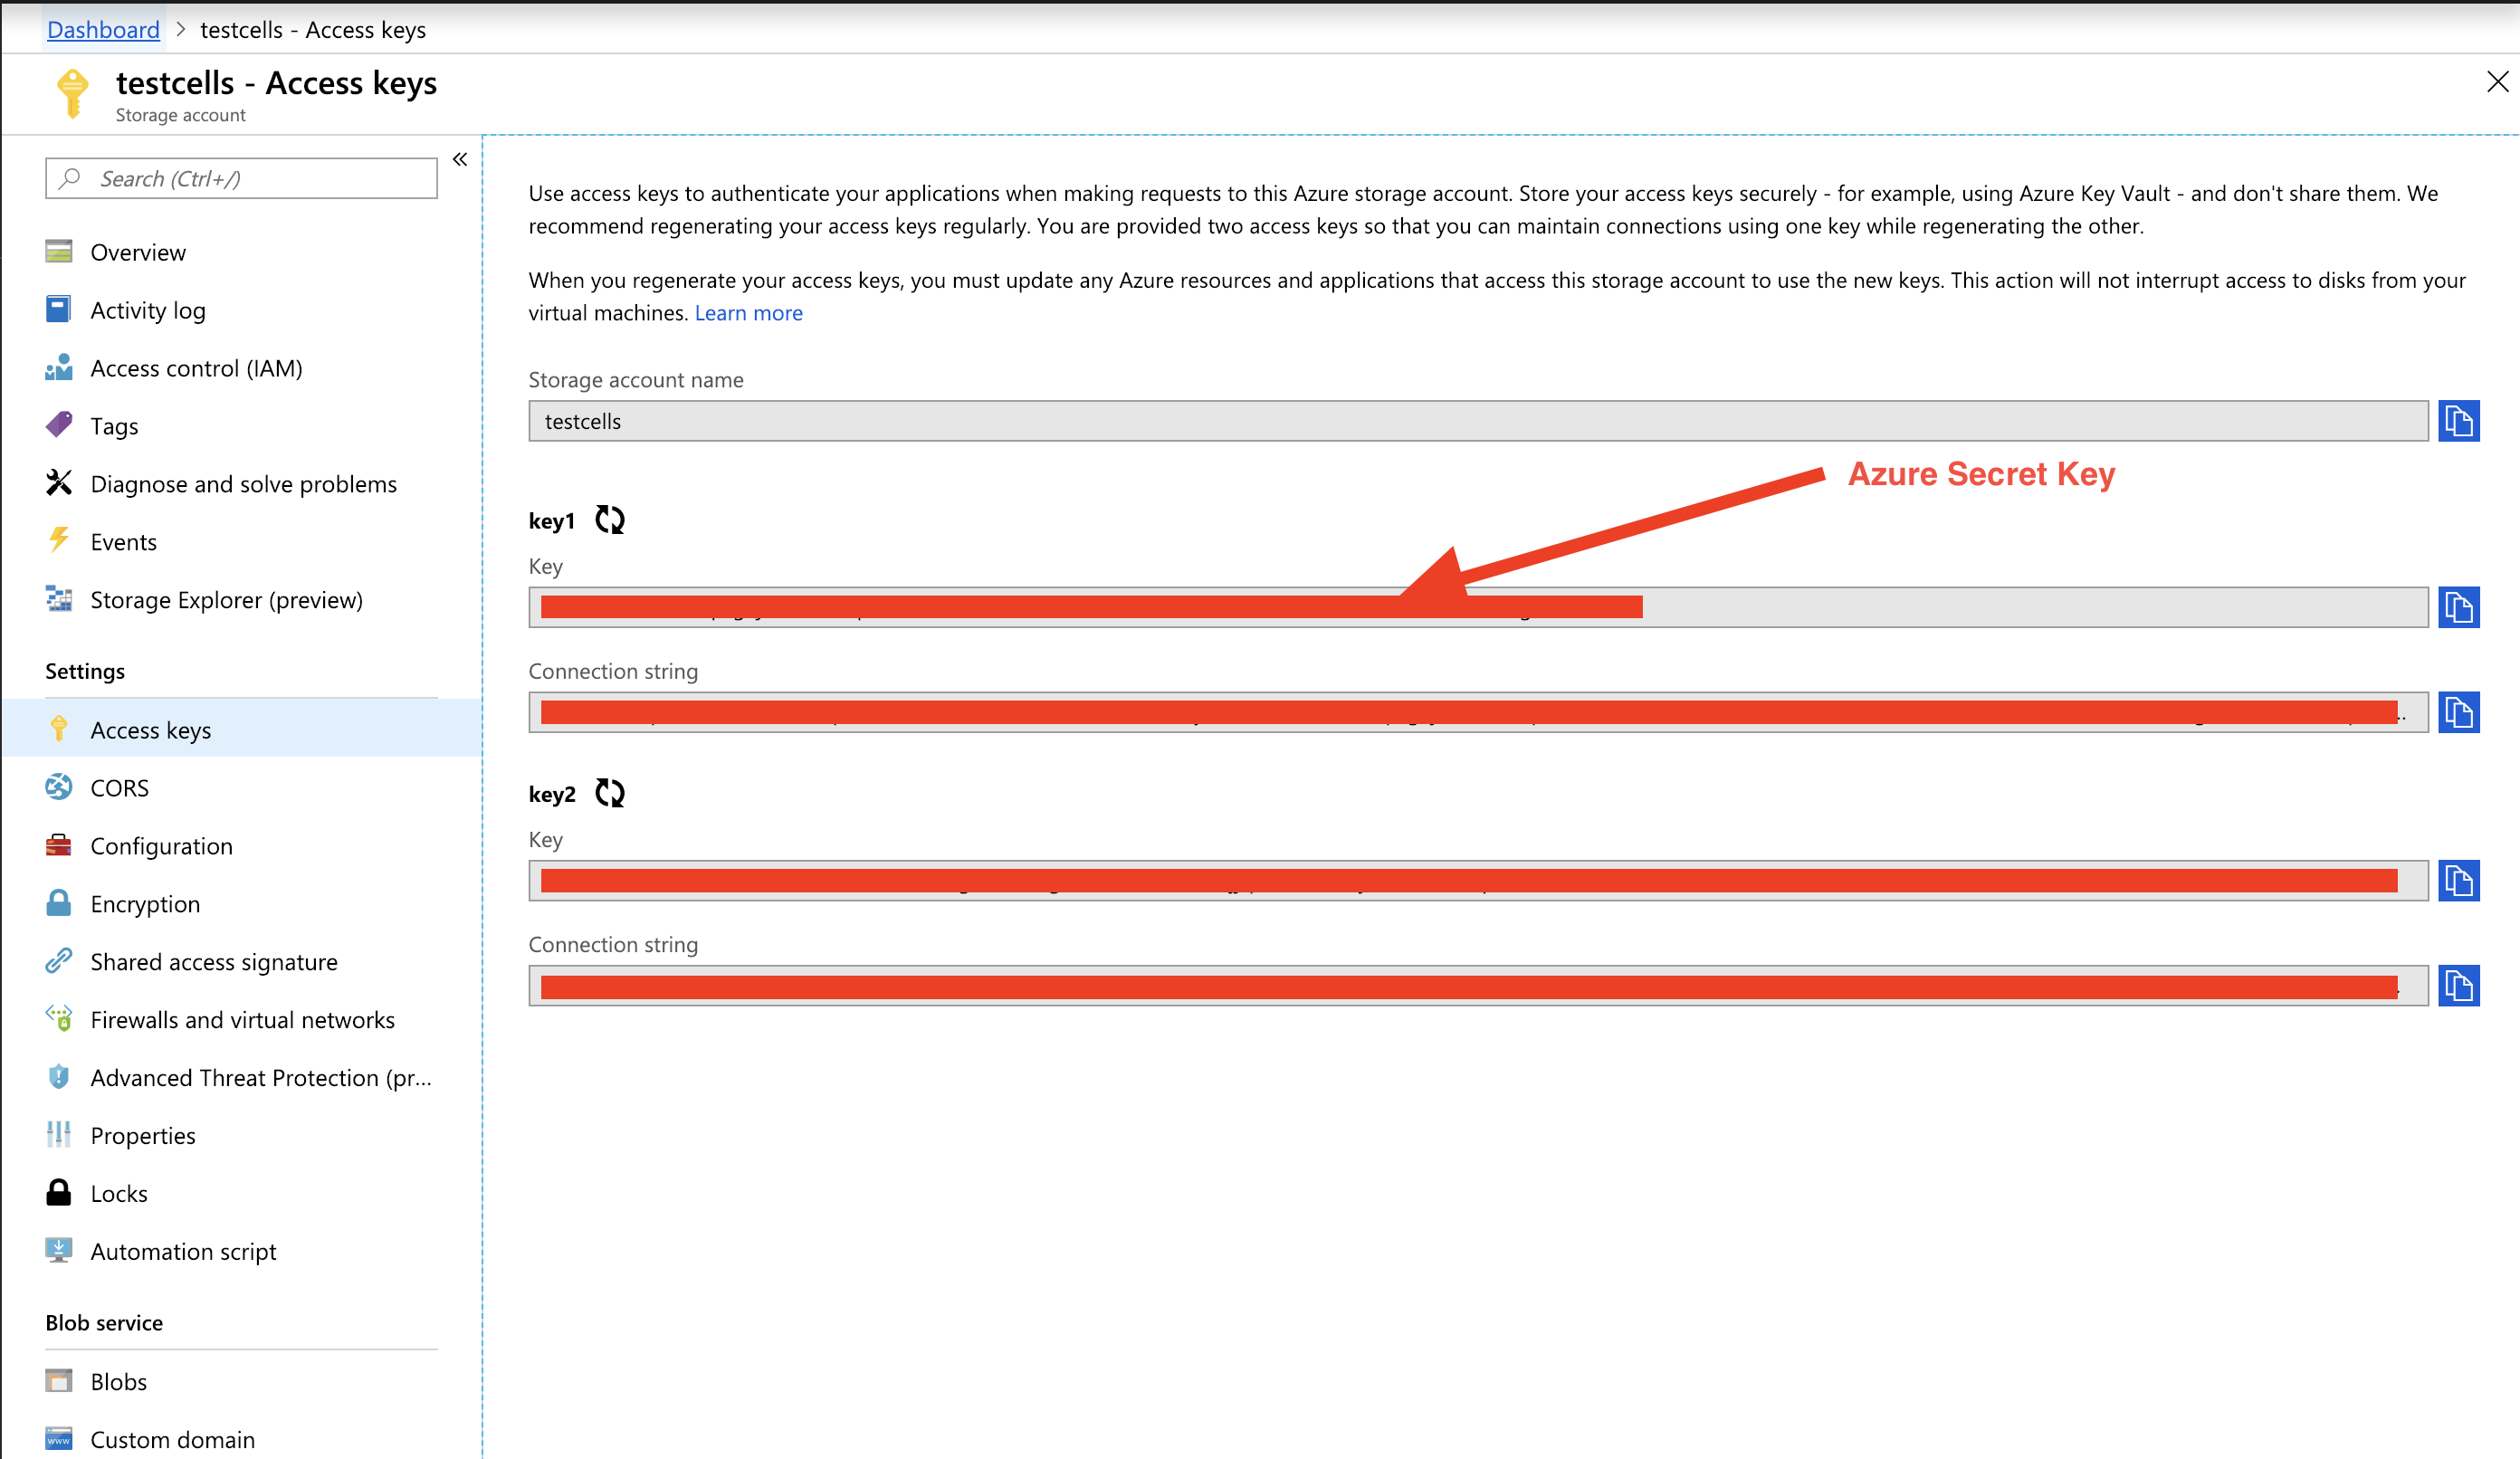 Dashboard > testcells - Access keys
testcells - Access keys
Storage account
Search (Ctrl+/)
Overview
Activity log
Access control (IAM)
Tags
Diagnose and solve problems
Events
Storage Explorer (preview)
Settings
Access keys
CORS
Configuration
Encryption
Shared access signature
Firewalls and virtual networks
Advanced Threat Protection (pr...
Properties
Locks
Automation script
Blob service
Blobs
Custom domain
Use access keys to authenticate your applications when making requests to this Azure storage account. Store your access keys securely - for example, using Azure Key Vault - and don't share them. We
recommend regenerating your access keys regularly. You are provided two access keys so that you can maintain connections using one key while regenerating the other.
When you regenerate your access keys, you must update any Azure resources and applications that access this storage account to use the new keys. This action will not interrupt access to disks from your
virtual machines. Learn more
Storage account name
testcells
Azure Secret Key
key1
Key
Connection string
key2
Key
Connection string